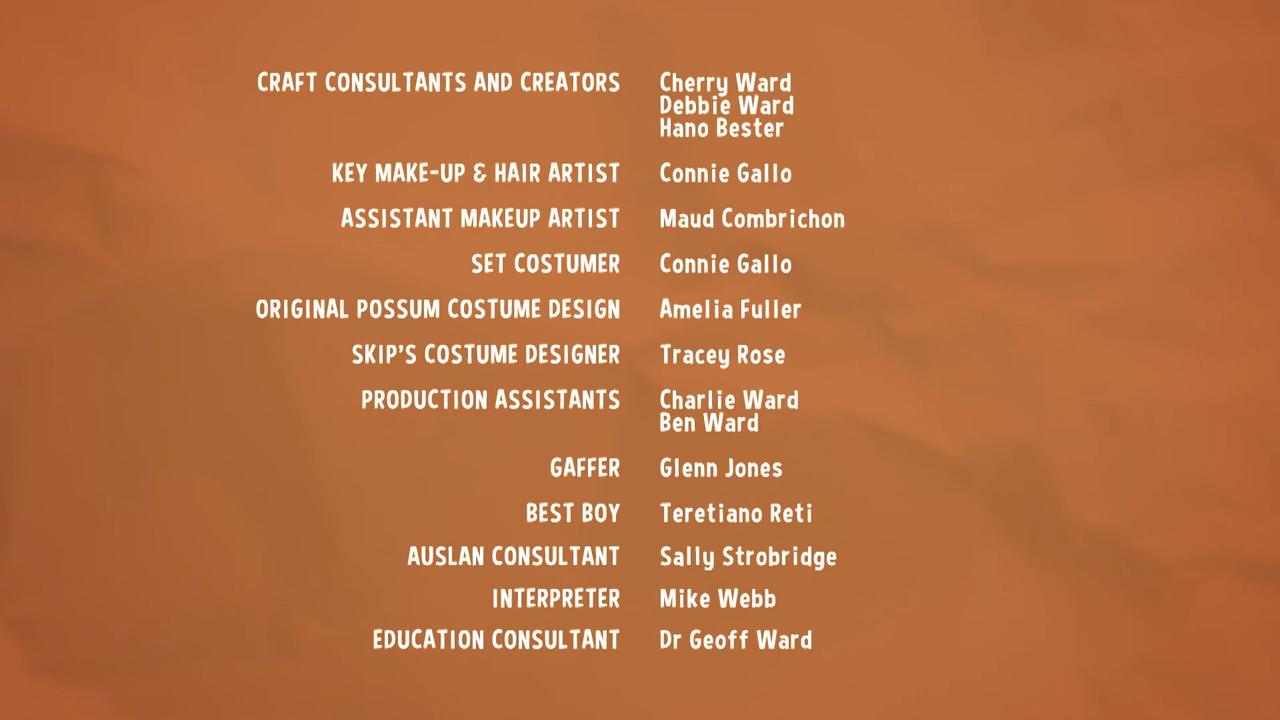 CRAFT CONSULTANTS AND CREATORS Cherry Ward
Debbie Ward
Hano Bester
KEY MAKE-UP & HAIR ARTIST Connie Gallo
ASSISTANT MAKEUP ARTIST Maud Combrichon
SET COSTUMER Connie Gallo
ORIGINAL POSSUM COSTUME DESIGN Amelia Fuller
SKIP'S COSTUME DESIGNER Tracey Rose
PRODUCTION ASSISTANTS Charlie Ward
Ben Ward
GAFFER Glenn Jones
BEST BOY Teretiano Reti
AUSLAN CONSULTANT Sally Strobridge
INTERPRETER Mike Webb
EDUCATION CONSULTANT Dr Geoff Ward